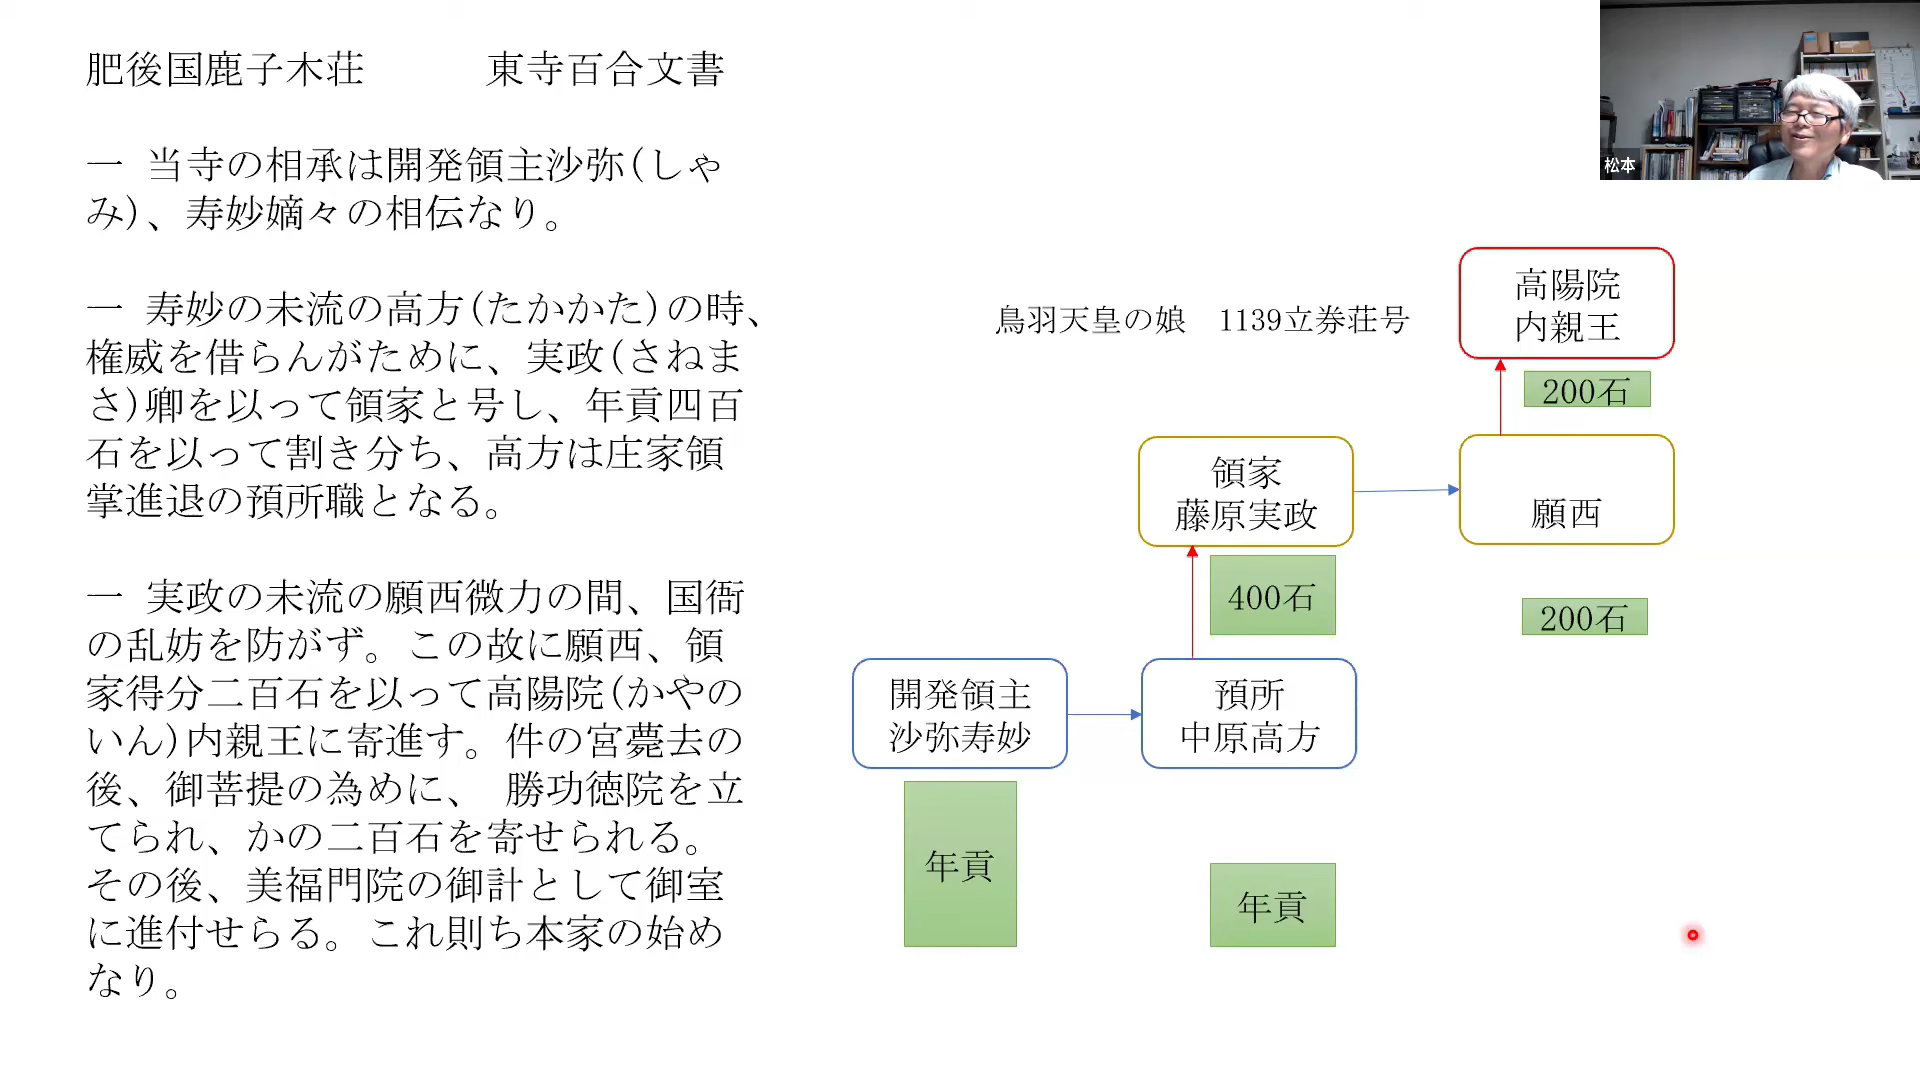 肥後国鹿子木荘　　　東寺百合文書
一 当寺の相承は開発領主沙弥(しゃ
み)、寿妙嫡々の相伝なり。
一 寿妙の未流の高方(たかかた)の時、
権威を借らんがために、実政(さねま
さ)卿を以って領家と号し、年貢四百
石を以って割き分ち、高方は庄家領
掌進退の預所職となる。
一 実政の未流の願西微力の間、国衙
の乱妨を防がず。この故に願西、領
家得分二百石を以って高陽院(かやの
いん)内親王に寄進す。件の宮薨去の
後、御菩提の為めに、 勝功徳院を立
てられ、かの二百石を寄せられる。
その後、美福門院の御計として御室
に進付せらる。これ則ち本家の始め
なり。
松本
鳥羽天皇の娘　1139立券荘号
高陽院
内親王
200石
領家
藤原実政
願西
400石
200石
開発領主
沙弥寿妙
預所
中原高方
年貢
年貢